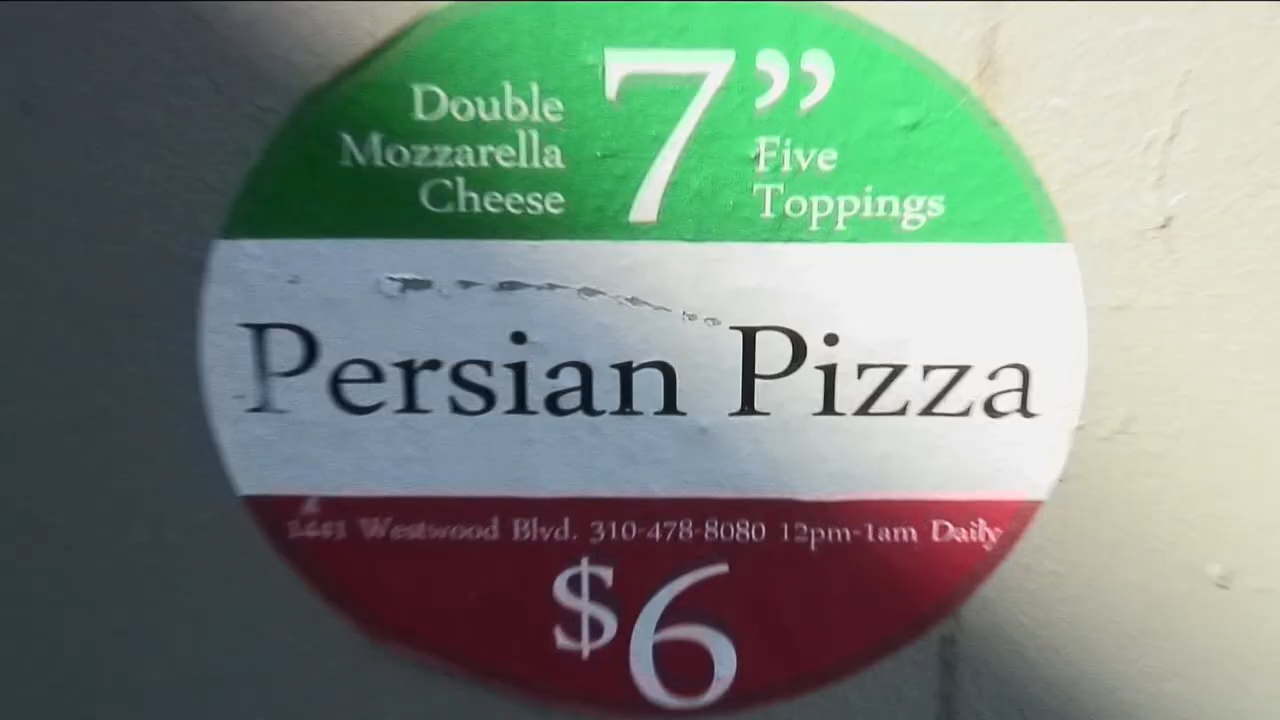 Double
Mozzarella
Cheese
7”
Five
Toppings
Persian Pizza
Westwood Blvd. 310-478-8080 12pm-1am Daily
$6